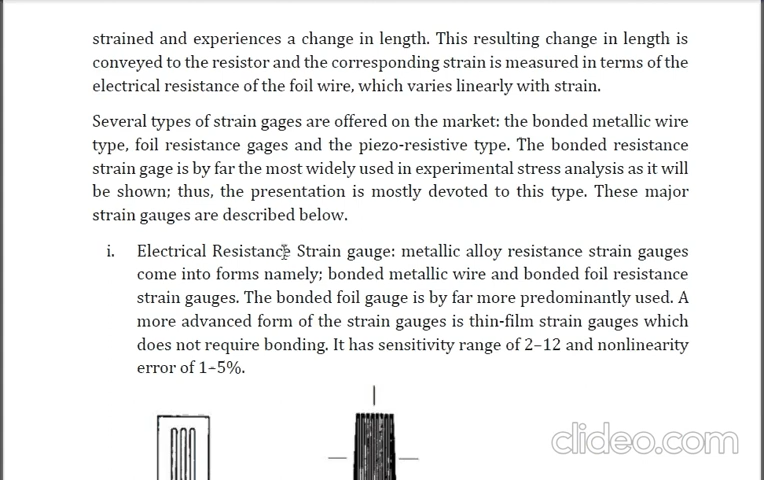 strained and experiences a change in length. This resulting change in length is
conveyed to the resistor and the corresponding strain is measured in terms of the
electrical resistance of the foil wire, which varies linearly with strain.
Several types of strain gages are offered on the market: the bonded metallic wire
type, foil resistance gages and the piezo-resistive type. The bonded resistance
strain gage is by far the most widely used in experimental stress analysis as it will
be shown; thus, the presentation is mostly devoted to this type. These major
strain gauges are described below.
i. Electrical Resistance Strain gauge: metallic alloy resistance strain gauges
come into forms namely; bonded metallic wire and bonded foil resistance
strain gauges. The bonded foil gauge is by far more predominantly used. A
more advanced form of the strain gauges is thin-film strain gauges which
does not require bonding. It has sensitivity range of 2–12 and nonlinearity
error of 1–5%.
clideo.com